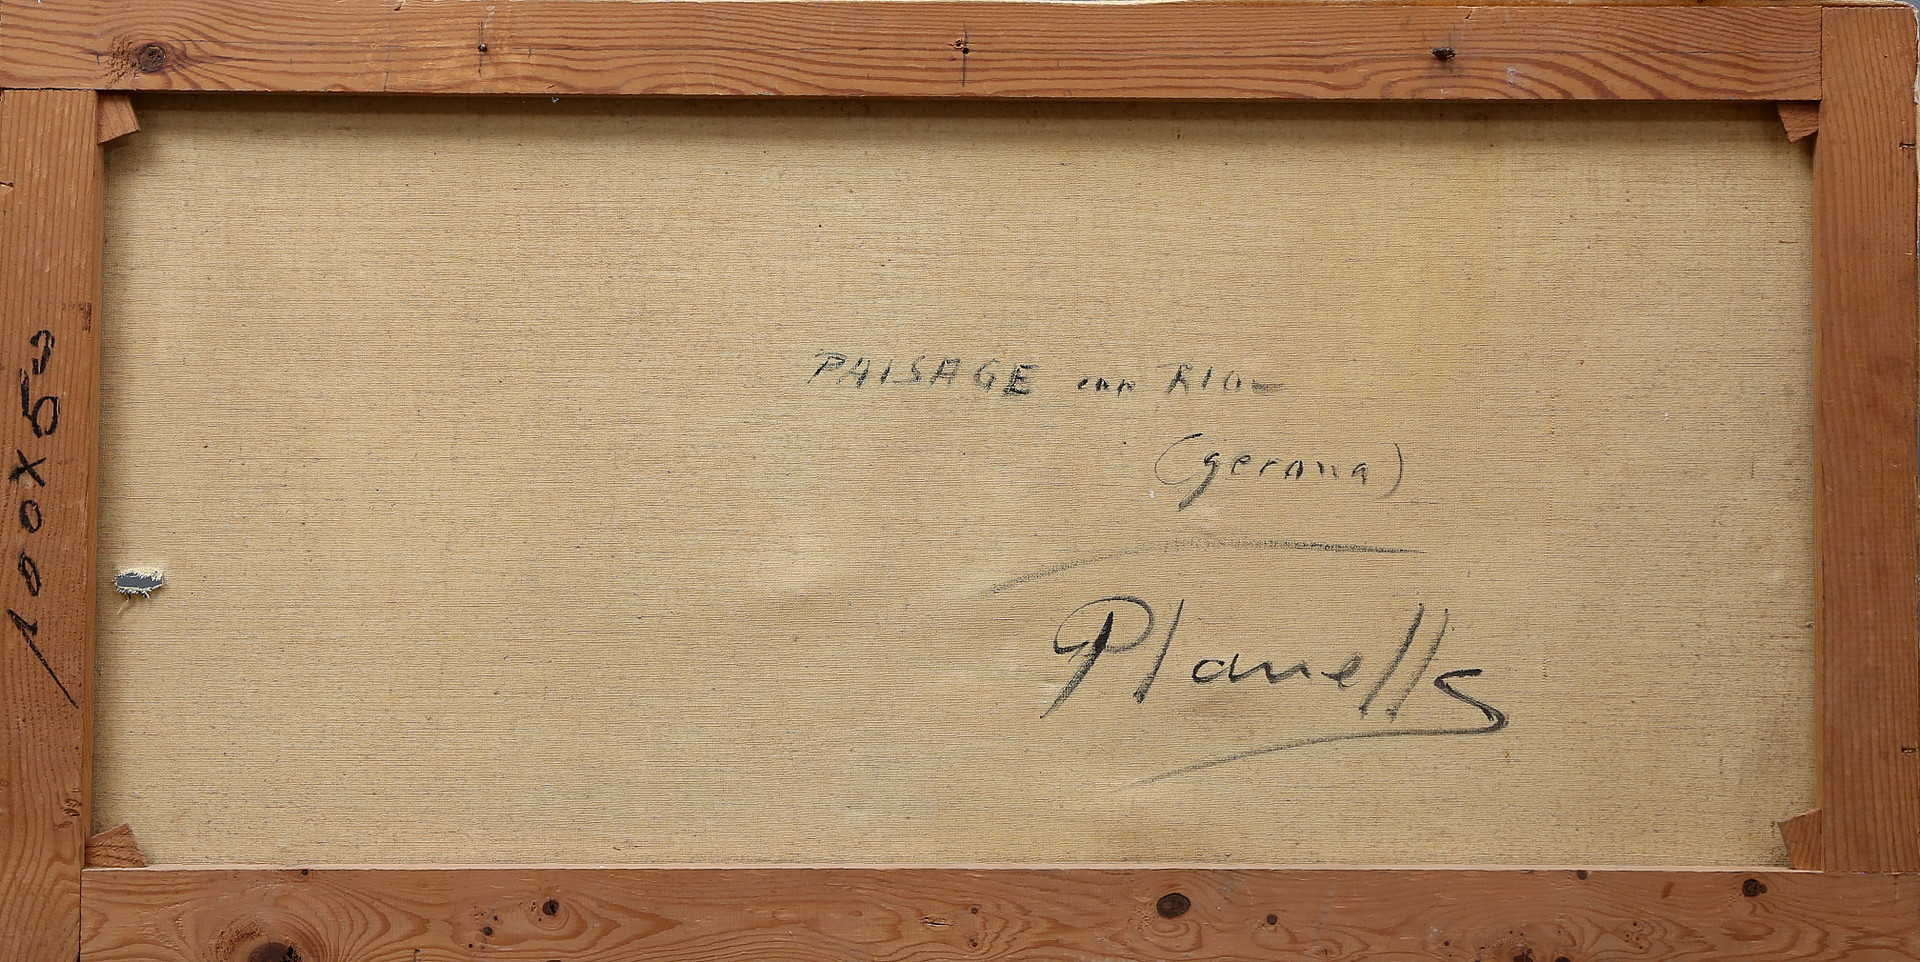 PAISAGE con RIO-
(gerona)
Planells
100X50